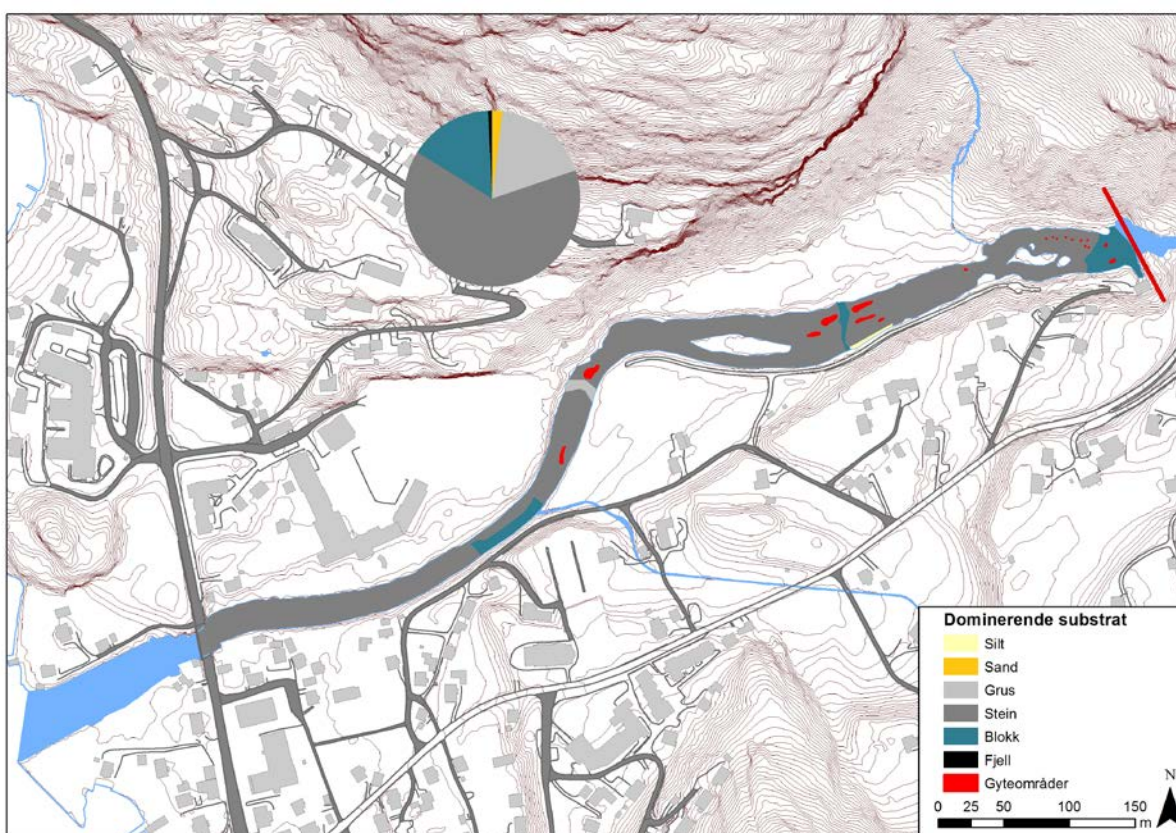 Dominerende substrat
Silt
Sand
Grus
Stein
Blokk
Fjell
Gyteområder
N
0 25 50 100 150
m